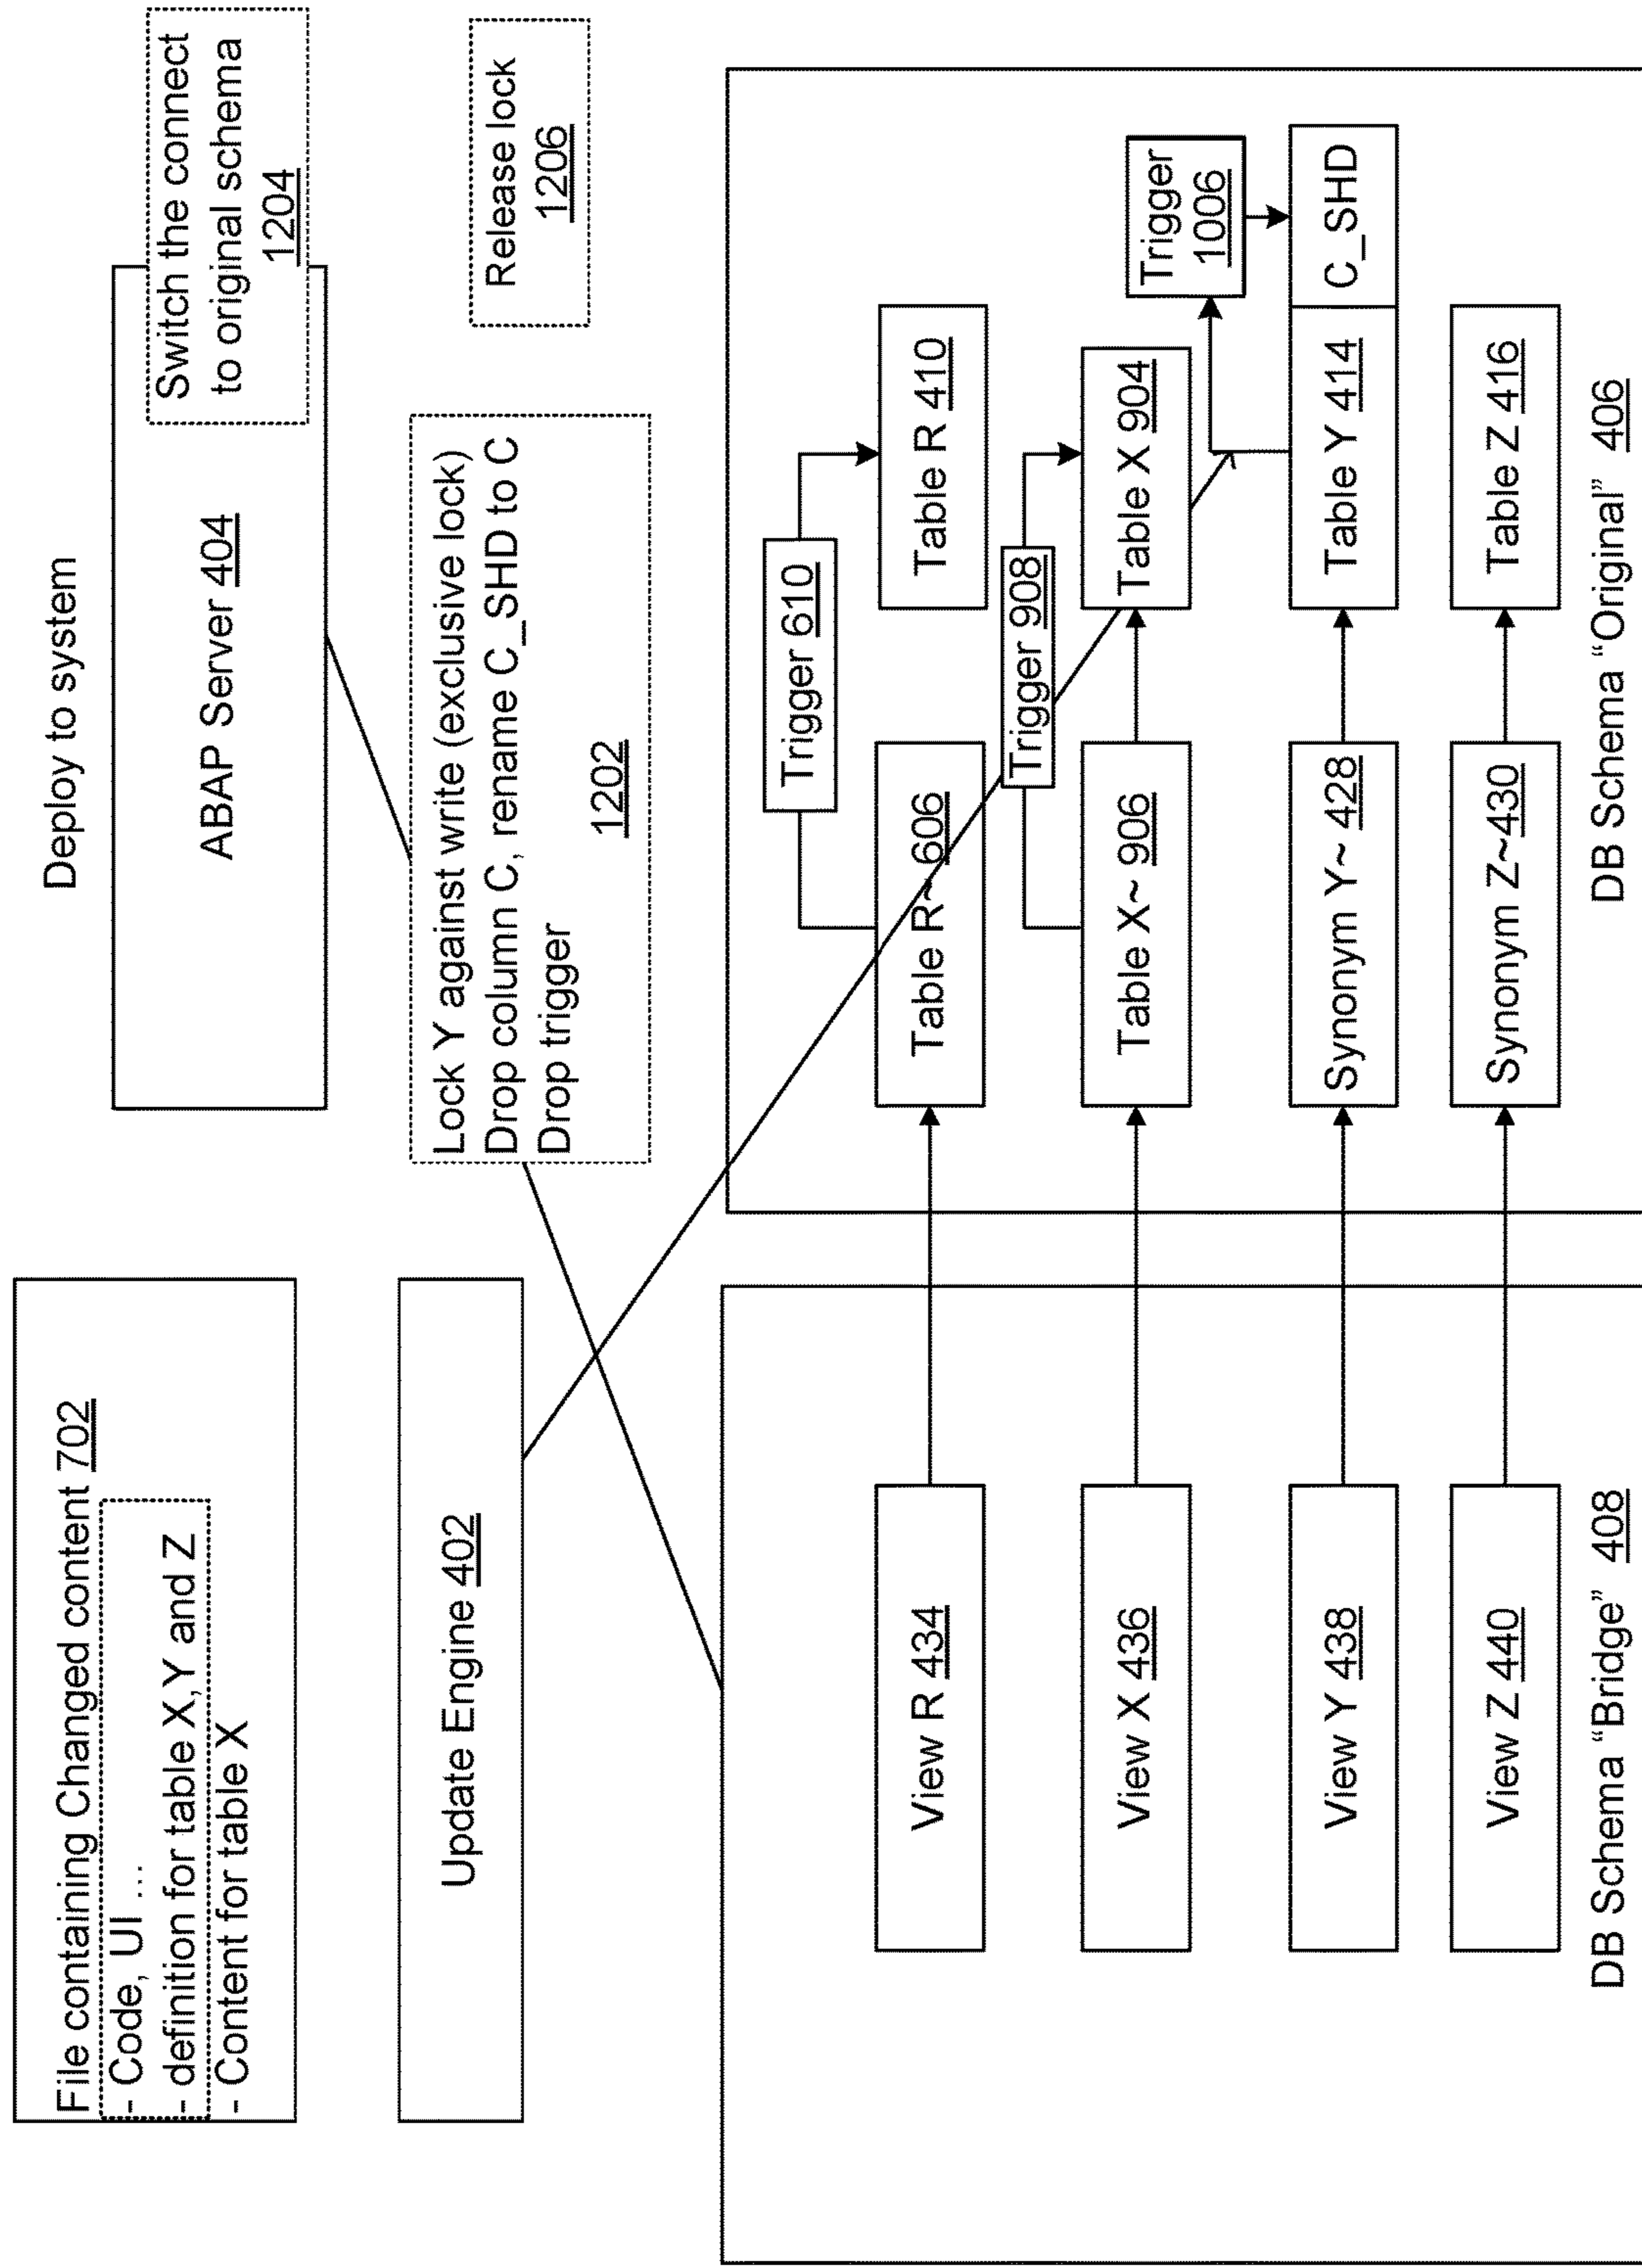 Deploy to system
File containing Changed content 702
- Code, UI ...
- definition for table X,Y and Z
- Content for table X
ABAP Server 404
Switch the connect
to original schema
1204
Update Engine 402
Lock Y against write (exclusive lock)
Drop column C, rename C_SHD to C
Drop trigger
1202
Release lock
1206
View R 434
Table R~ 606
Trigger 610
Table R 410
View X 436
Table X~ 906
Trigger 908
Table X 904
Trigger
1006
View Y 438
Synonym Y~ 428
Table Y 414
C_SHD
View Z 440
Synonym Z~430
Table Z 416
DB Schema “Bridge” 408
DB Schema “Original” 406